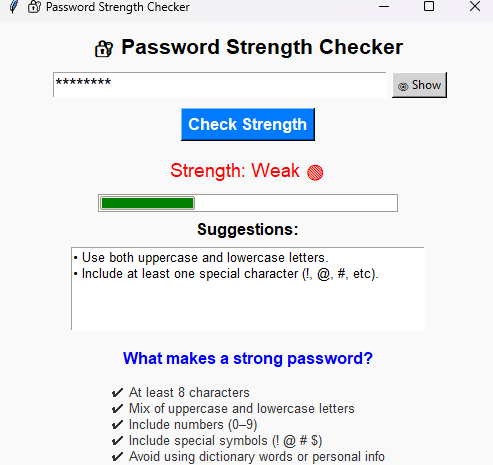 Password Strength Checker
🔐 Password Strength Checker
******** Show
Check Strength
Strength: Weak
Suggestions:
• Use both uppercase and lowercase letters.
• Include at least one special character (!, @, #, etc).
What makes a strong password?
✔ At least 8 characters
✔ Mix of uppercase and lowercase letters
✔ Include numbers (0–9)
✔ Include special symbols (! @ # $)
✔ Avoid using dictionary words or personal info